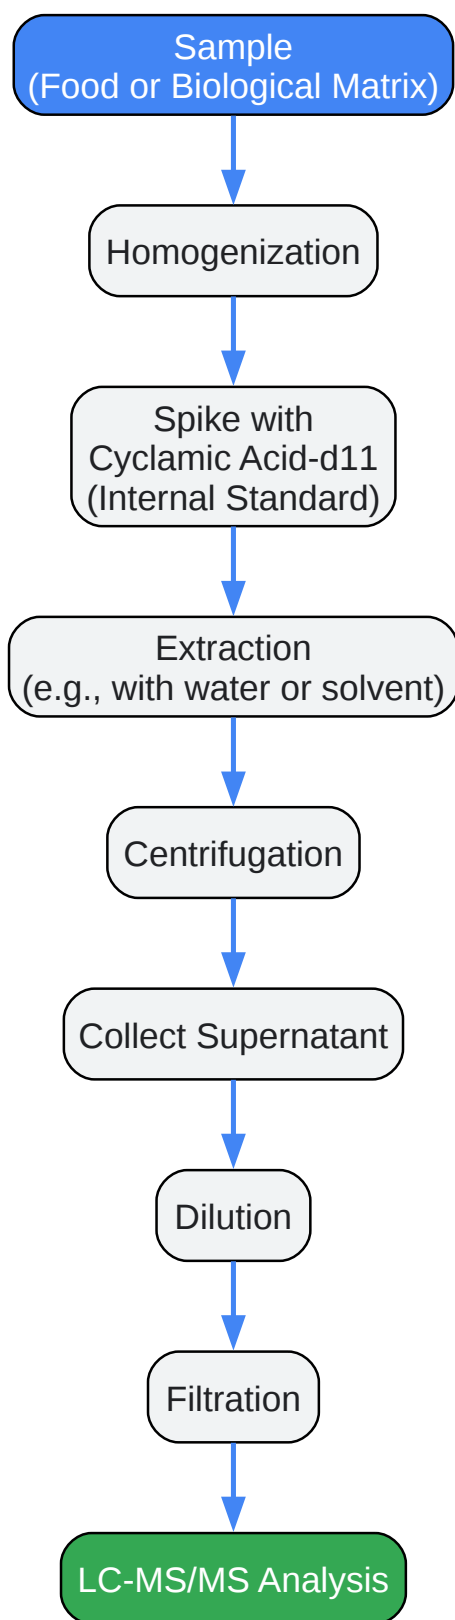 Sample
(Food or Biological Matrix)
Homogenization
Spike with
Cyclamic Acid-d11
(Internal Standard)
Extraction
(e.g., with water or solvent)
Centrifugation
Collect Supernatant
Dilution
Filtration
LC-MS/MS Analysis